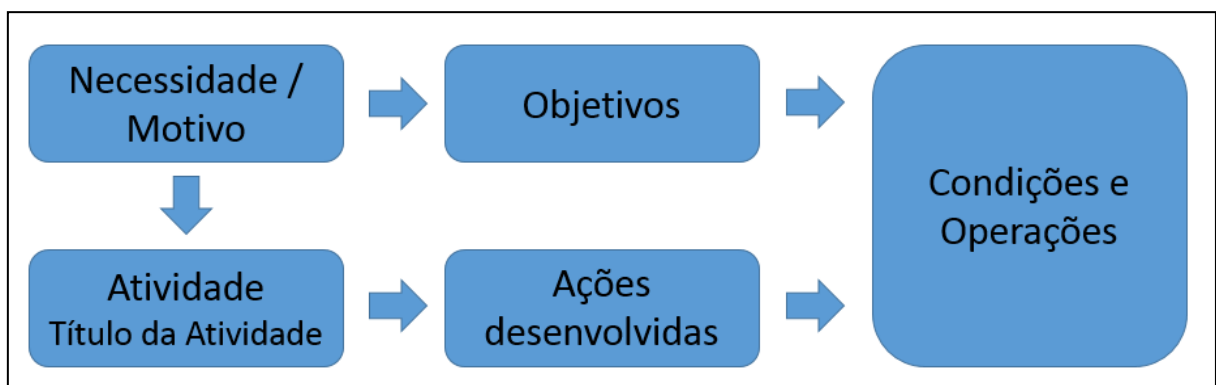 Necessidade /
Motivo
Objetivos
Condições e
Operações
Atividade
Título da Atividade
Ações
desenvolvidas